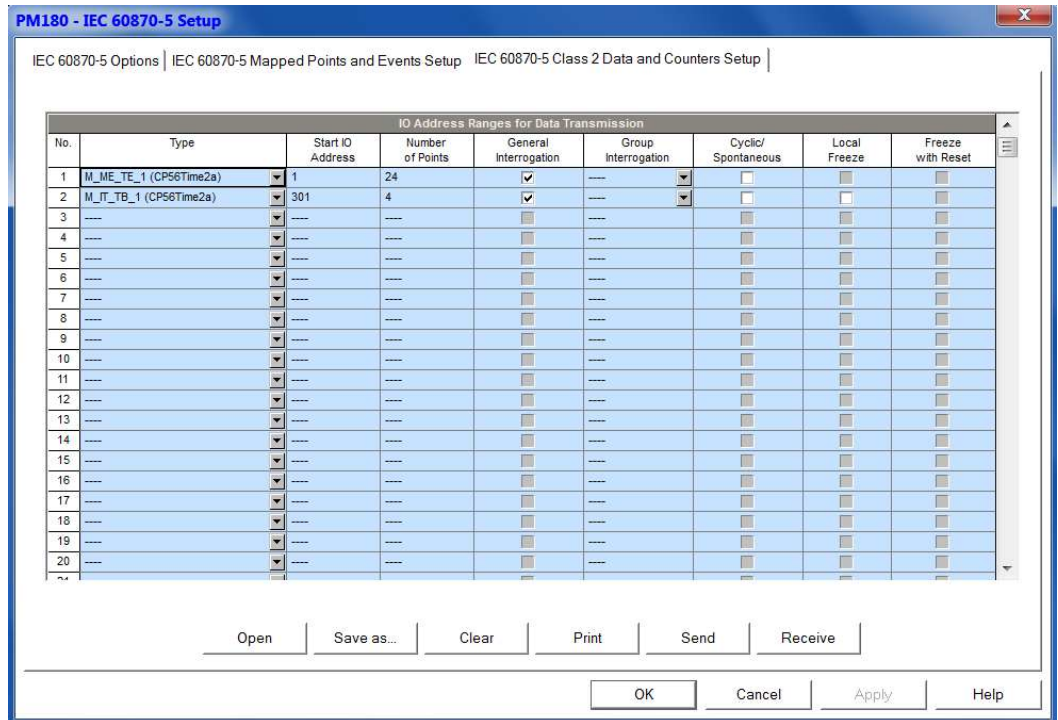 PM180 - IEC 60870-5 Setup
x
IEC 60870-5 Options IEC 60870-5 Mapped Points and Events Setup IEC 60870-5 Class 2 Data and Counters Setup
IO Address Ranges for Data Transmission
No. Type Start IO Address Number of Points General Interrogation Group Interrogation Cyclic/ Spontaneous Local Freeze Freeze with Reset
1 M_ME_TE_1 (CP56Time2a) 1 24 ----
2 M_IT_TB_1 (CP56Time2a) 301 4 ----
3 ---- ---- ---- ----
4 ---- ---- ---- ----
5 ---- ---- ---- ----
6 ---- ---- ---- ----
7 ---- ---- ---- ----
8 ---- ---- ---- ----
9 ---- ---- ---- ----
10 ---- ---- ---- ----
11 ---- ---- ---- ----
12 ---- ---- ---- ----
13 ---- ---- ---- ----
14 ---- ---- ---- ----
15 ---- ---- ---- ----
16 ---- ---- ---- ----
17 ---- ---- ---- ----
18 ---- ---- ---- ----
19 ---- ---- ---- ----
20 ---- ---- ---- ----
Open Save as... Clear Print Send Receive
OK Cancel Apply Help